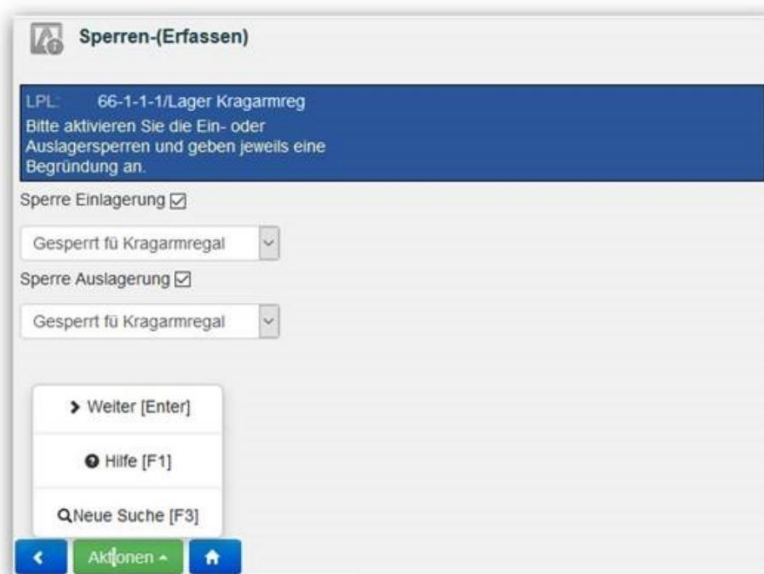 Sperren-(Erfassen)
LPL: 66-1-1-1/Lager Kragarmreg
Bitte aktivieren Sie die Ein- oder
Auslagersperren und geben jeweils eine
Begründung an.
Sperre Einlagerung
Gesperrt fü Kragarmregal
Sperre Auslagerung
Gesperrt fü Kragarmregal
Weiter [Enter]
Hilfe [F1]
Neue Suche [F3]
Aktionen